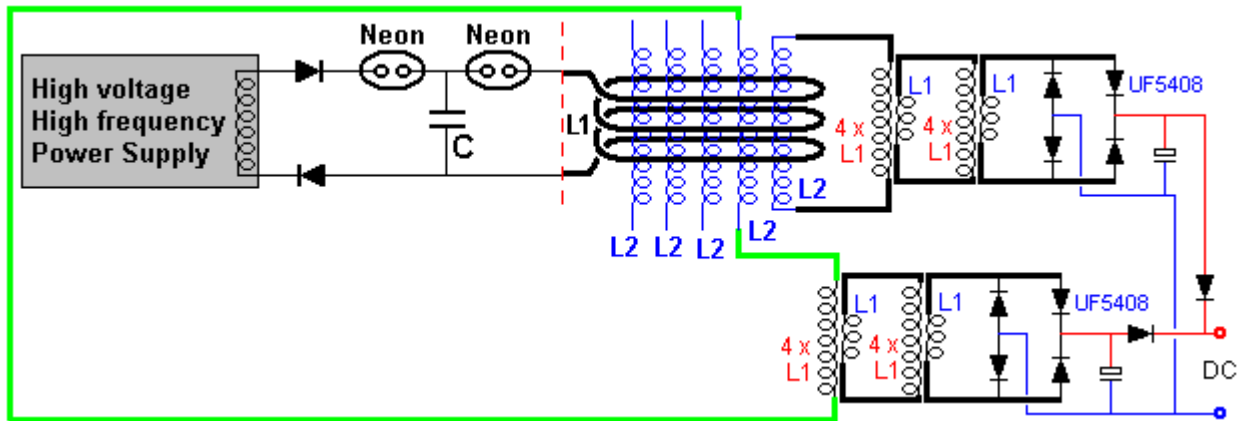 Neon
Neon
High voltage
High frequency
Power Supply
C
L1
L2
L2
L2
L2
L2
4 x
L1
L1
4 x
L1
L1
UF5408
4 x
L1
L1
4 x
L1
L1
UF5408
DC